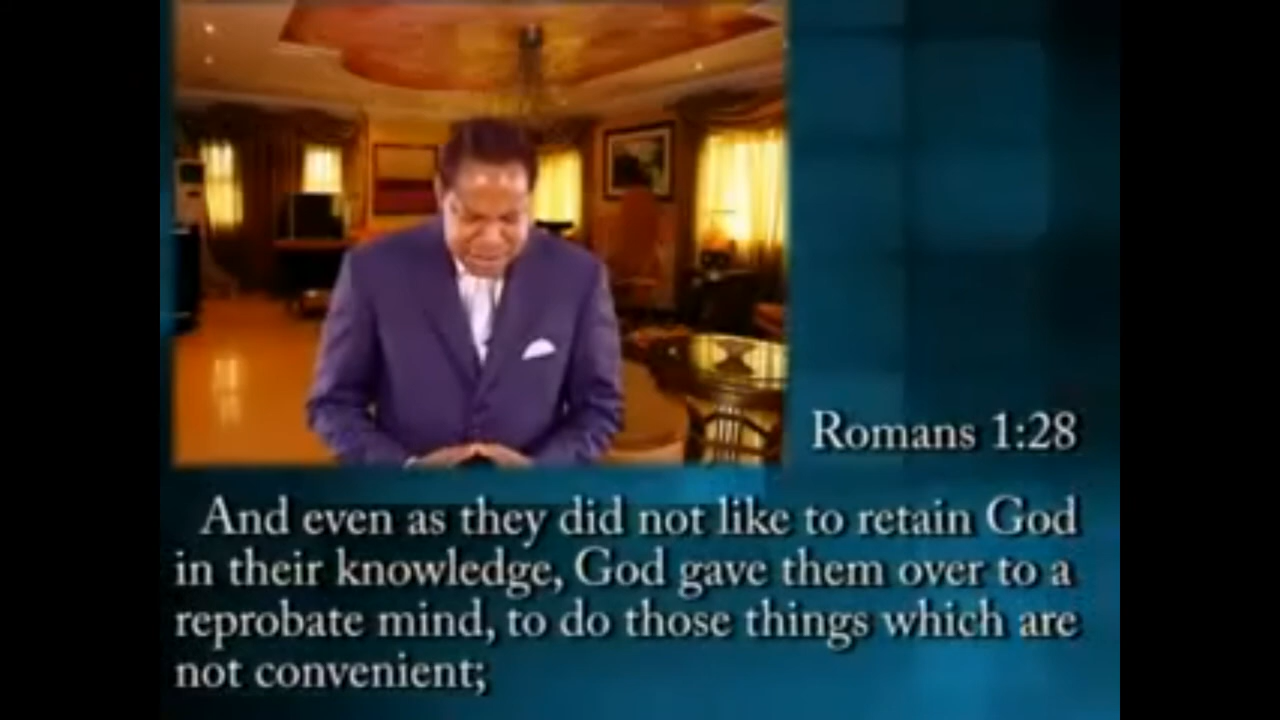 Romans 1:28
And even as they did not like to retain God
in their knowledge, God gave them over to a
reprobate mind, to do those things which are
not convenient;